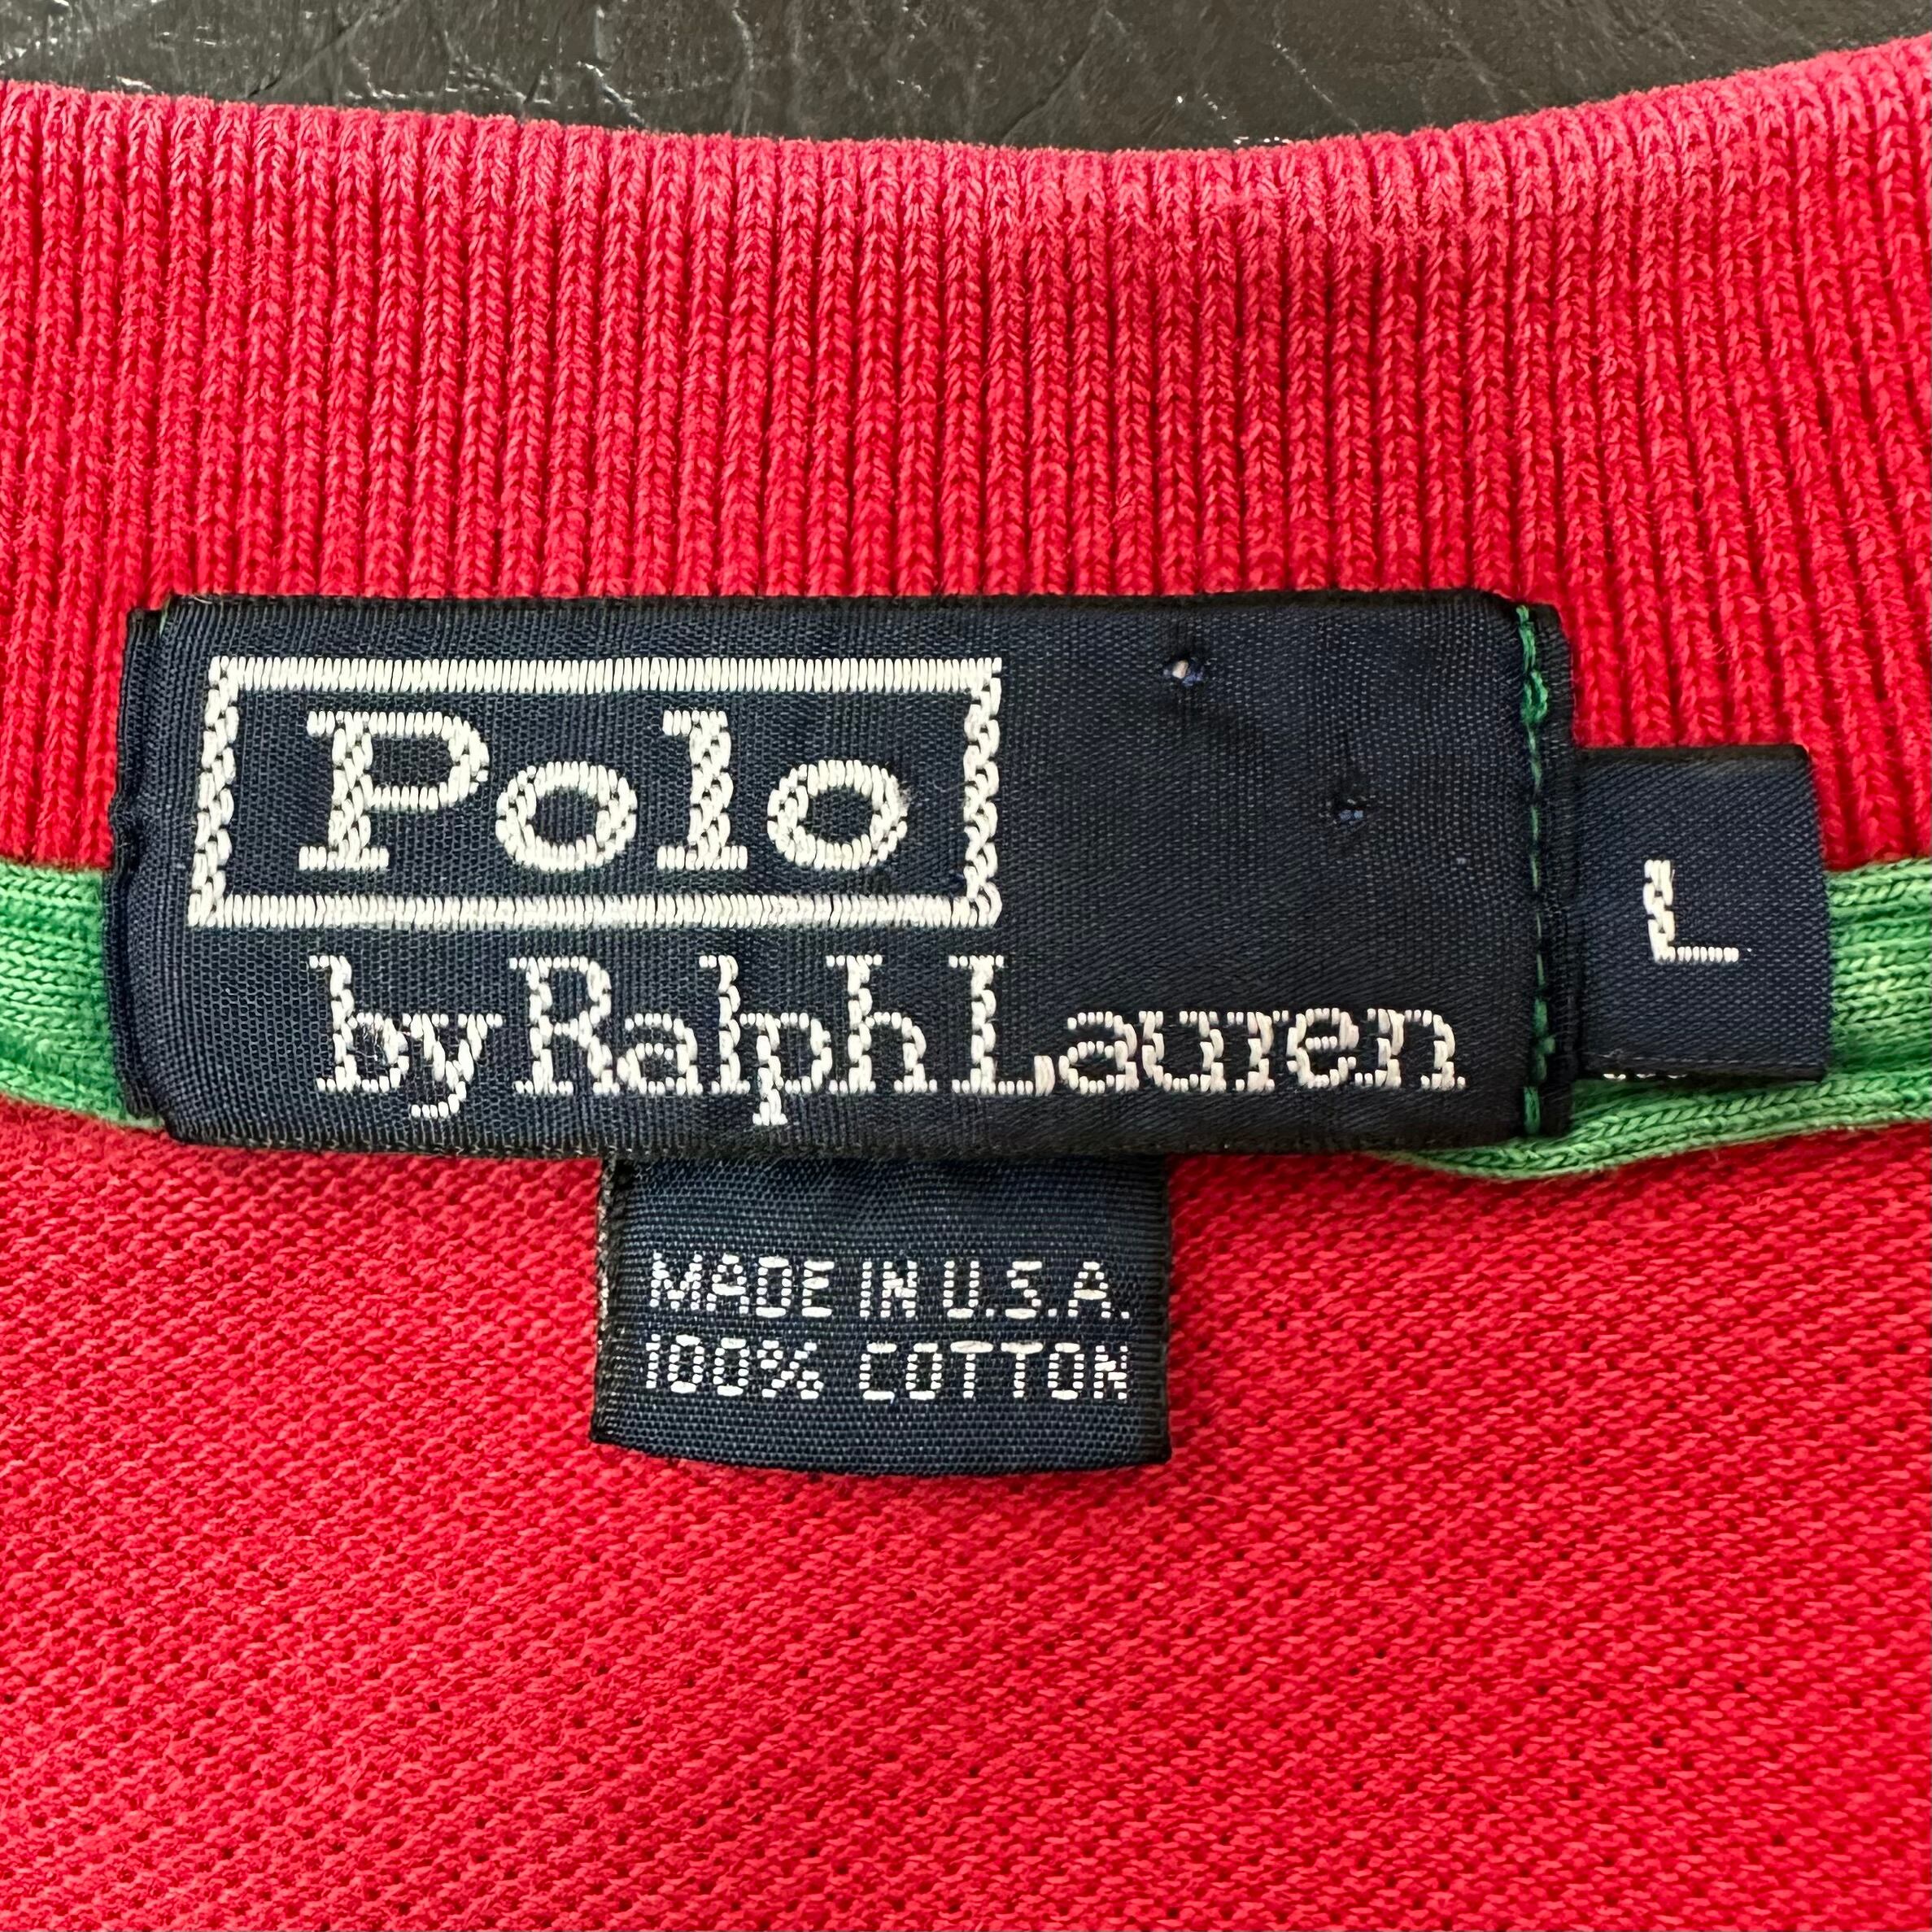 Polo
by Ralph Lauren
L
MADE IN U.S.A.
100% COTTON